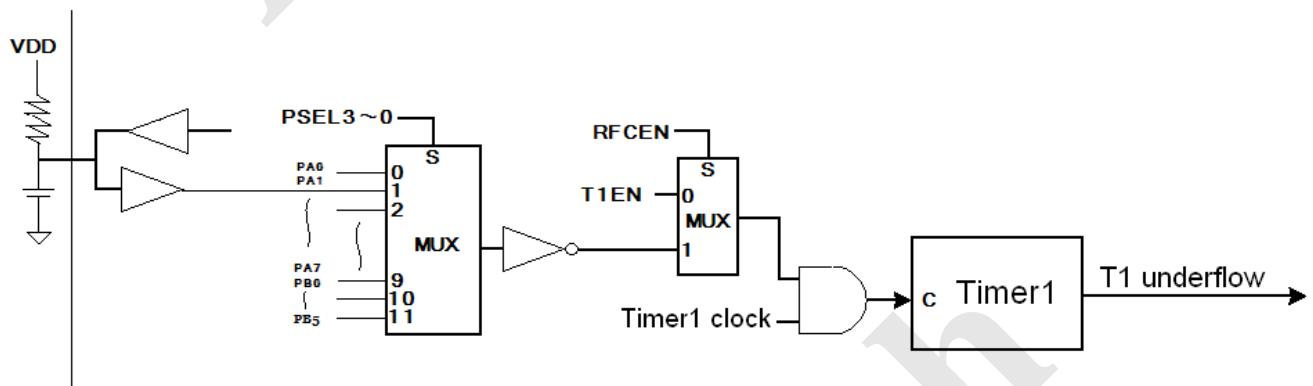 VDD
PSEL3~0
S
PA0
PA1
PA7
PB0
PB5
0
1
2
9
10
11
MUX
RFCEN
S
T1EN
0
MUX
1
Timer1 clock
C
Timer1
T1 underflow